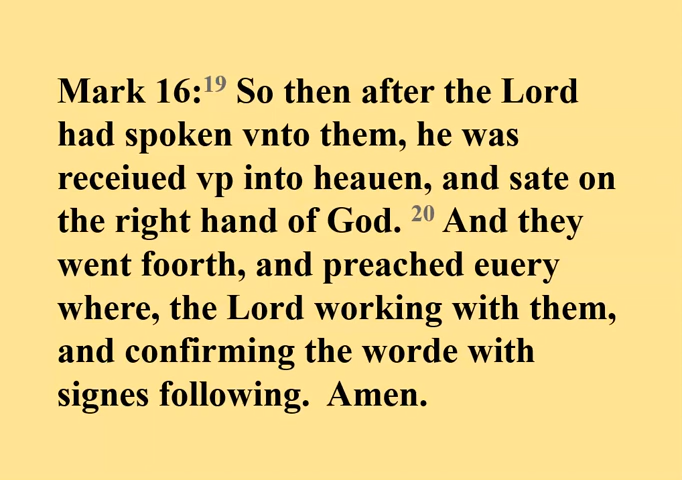 Mark 16:19 So then after the Lord
had spoken vnto them, he was
receiued vp into heauen, and sate on
the right hand of God. 20 And they
went foorth, and preached euery
where, the Lord working with them,
and confirming the worde with
signes following.  Amen.